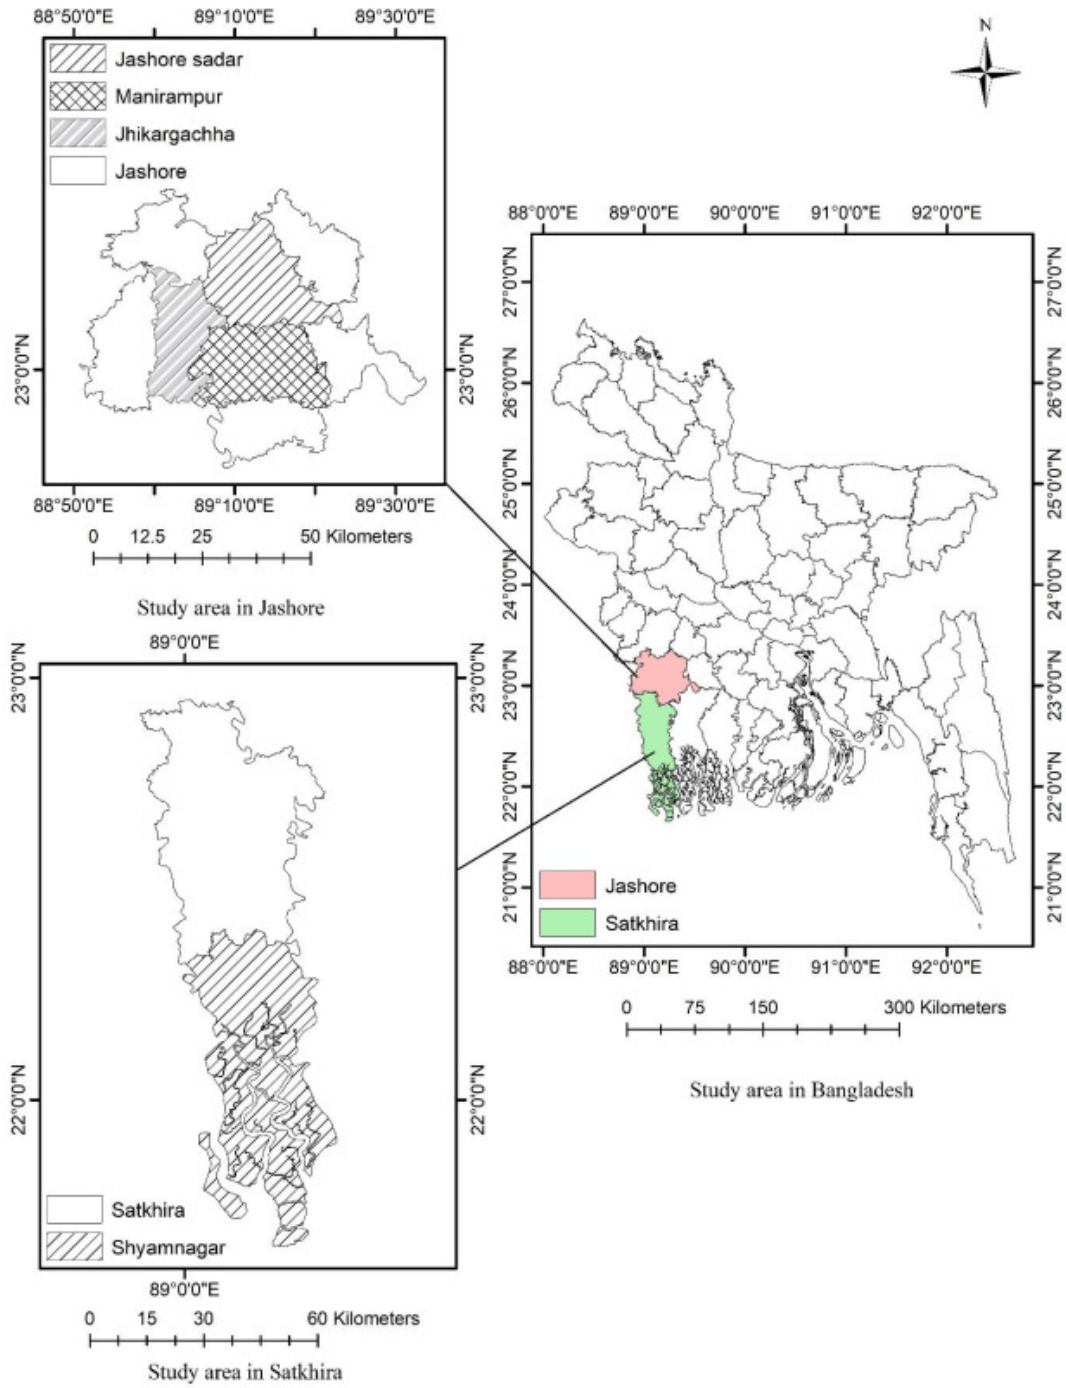 88°50'0"E 89°10'0"E 89°30'0"E
Jashore sadar
Manirampur
Jhikargachha
Jashore
23°0'0"N 23°0'0"N
88°50'0"E 89°10'0"E 89°30'0"E
0 12.5 25 50 Kilometers
Study area in Jashore
N
88°0'0"E 89°0'0"E 90°0'0"E 91°0'0"E 92°0'0"E
27°0'0"N 27°0'0"N
26°0'0"N 26°0'0"N
25°0'0"N 25°0'0"N
24°0'0"N 24°0'0"N
23°0'0"N 23°0'0"N
22°0'0"N 22°0'0"N
21°0'0"N 21°0'0"N
Jashore
Satkhira
88°0'0"E 89°0'0"E 90°0'0"E 91°0'0"E 92°0'0"E
0 75 150 300 Kilometers
Study area in Bangladesh
89°0'0"E
23°0'0"N 23°0'0"N
22°0'0"N 22°0'0"N
Satkhira
Shyamnagar
89°0'0"E
0 15 30 60 Kilometers
Study area in Satkhira